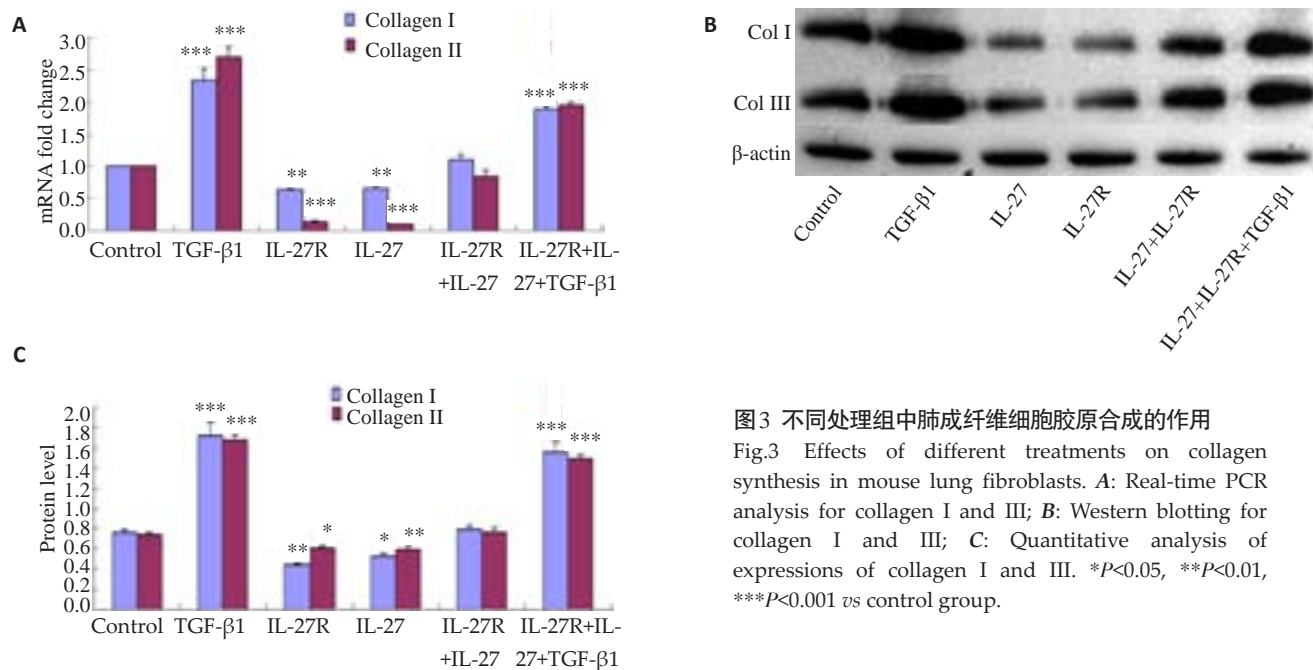 A
Collagen I
Collagen II
mRNA fold change
3.0
2.5
2.0
1.5
1.0
0.5
0.0
*** ***
** ***
** ***
*** ***
Control TGF-β1 IL-27R IL-27 IL-27R IL-27R+IL-
+IL-27 27+TGF-β1
B
Col I
Col III
β-actin
Control
TGF-β1
IL-27
IL-27R
IL-27+IL-27R
IL-27+IL-27R+TGF-β1
C
Collagen I
Collagen II
Protein level
2.0
1.8
1.6
1.4
1.2
1.0
0.8
0.6
0.4
0.2
0.0
*** ***
** *
* **
*** ***
Control TGF-β1 IL-27R IL-27 IL-27R IL-27R+IL-
+IL-27 27+TGF-β1
图3 不同处理组中肺成纤维细胞胶原合成的作用
Fig.3 Effects of different treatments on collagen
synthesis in mouse lung fibroblasts. A: Real-time PCR
analysis for collagen I and III; B: Western blotting for
collagen I and III; C: Quantitative analysis of
expressions of collagen I and III. *P<0.05, **P<0.01,
***P<0.001 vs control group.